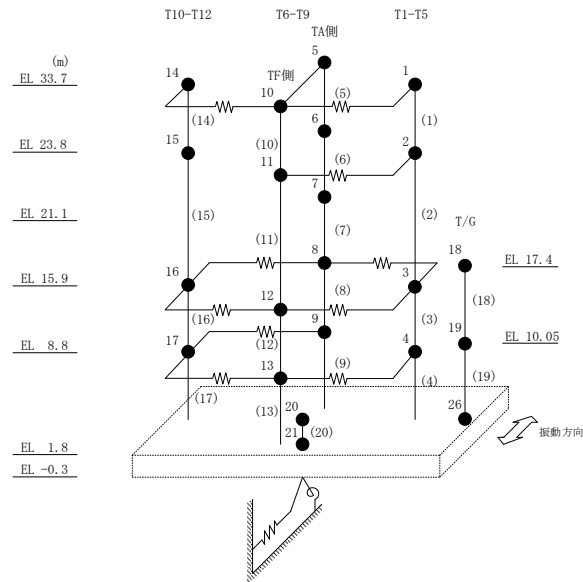 T10-T12 T6-T9 T1-T5
TA側
(m)
5
EL 33.7
14
TF側
10
1
(5)
(14)
(1)
6
EL 23.8
15
(10)
11
2
(6)
7
EL 21.1
(15)
(7)
(2)
T/G
(11)
8
18
EL 17.4
EL 15.9
16
12
(8)
3
(18)
(16)
9
(3)
19
EL 10.05
EL 8.8
17
(12)
13
(9)
4
(17)
(13)
(4)
(19)
20
26
21
(20)
振動方向
EL 1.8
EL -0.3